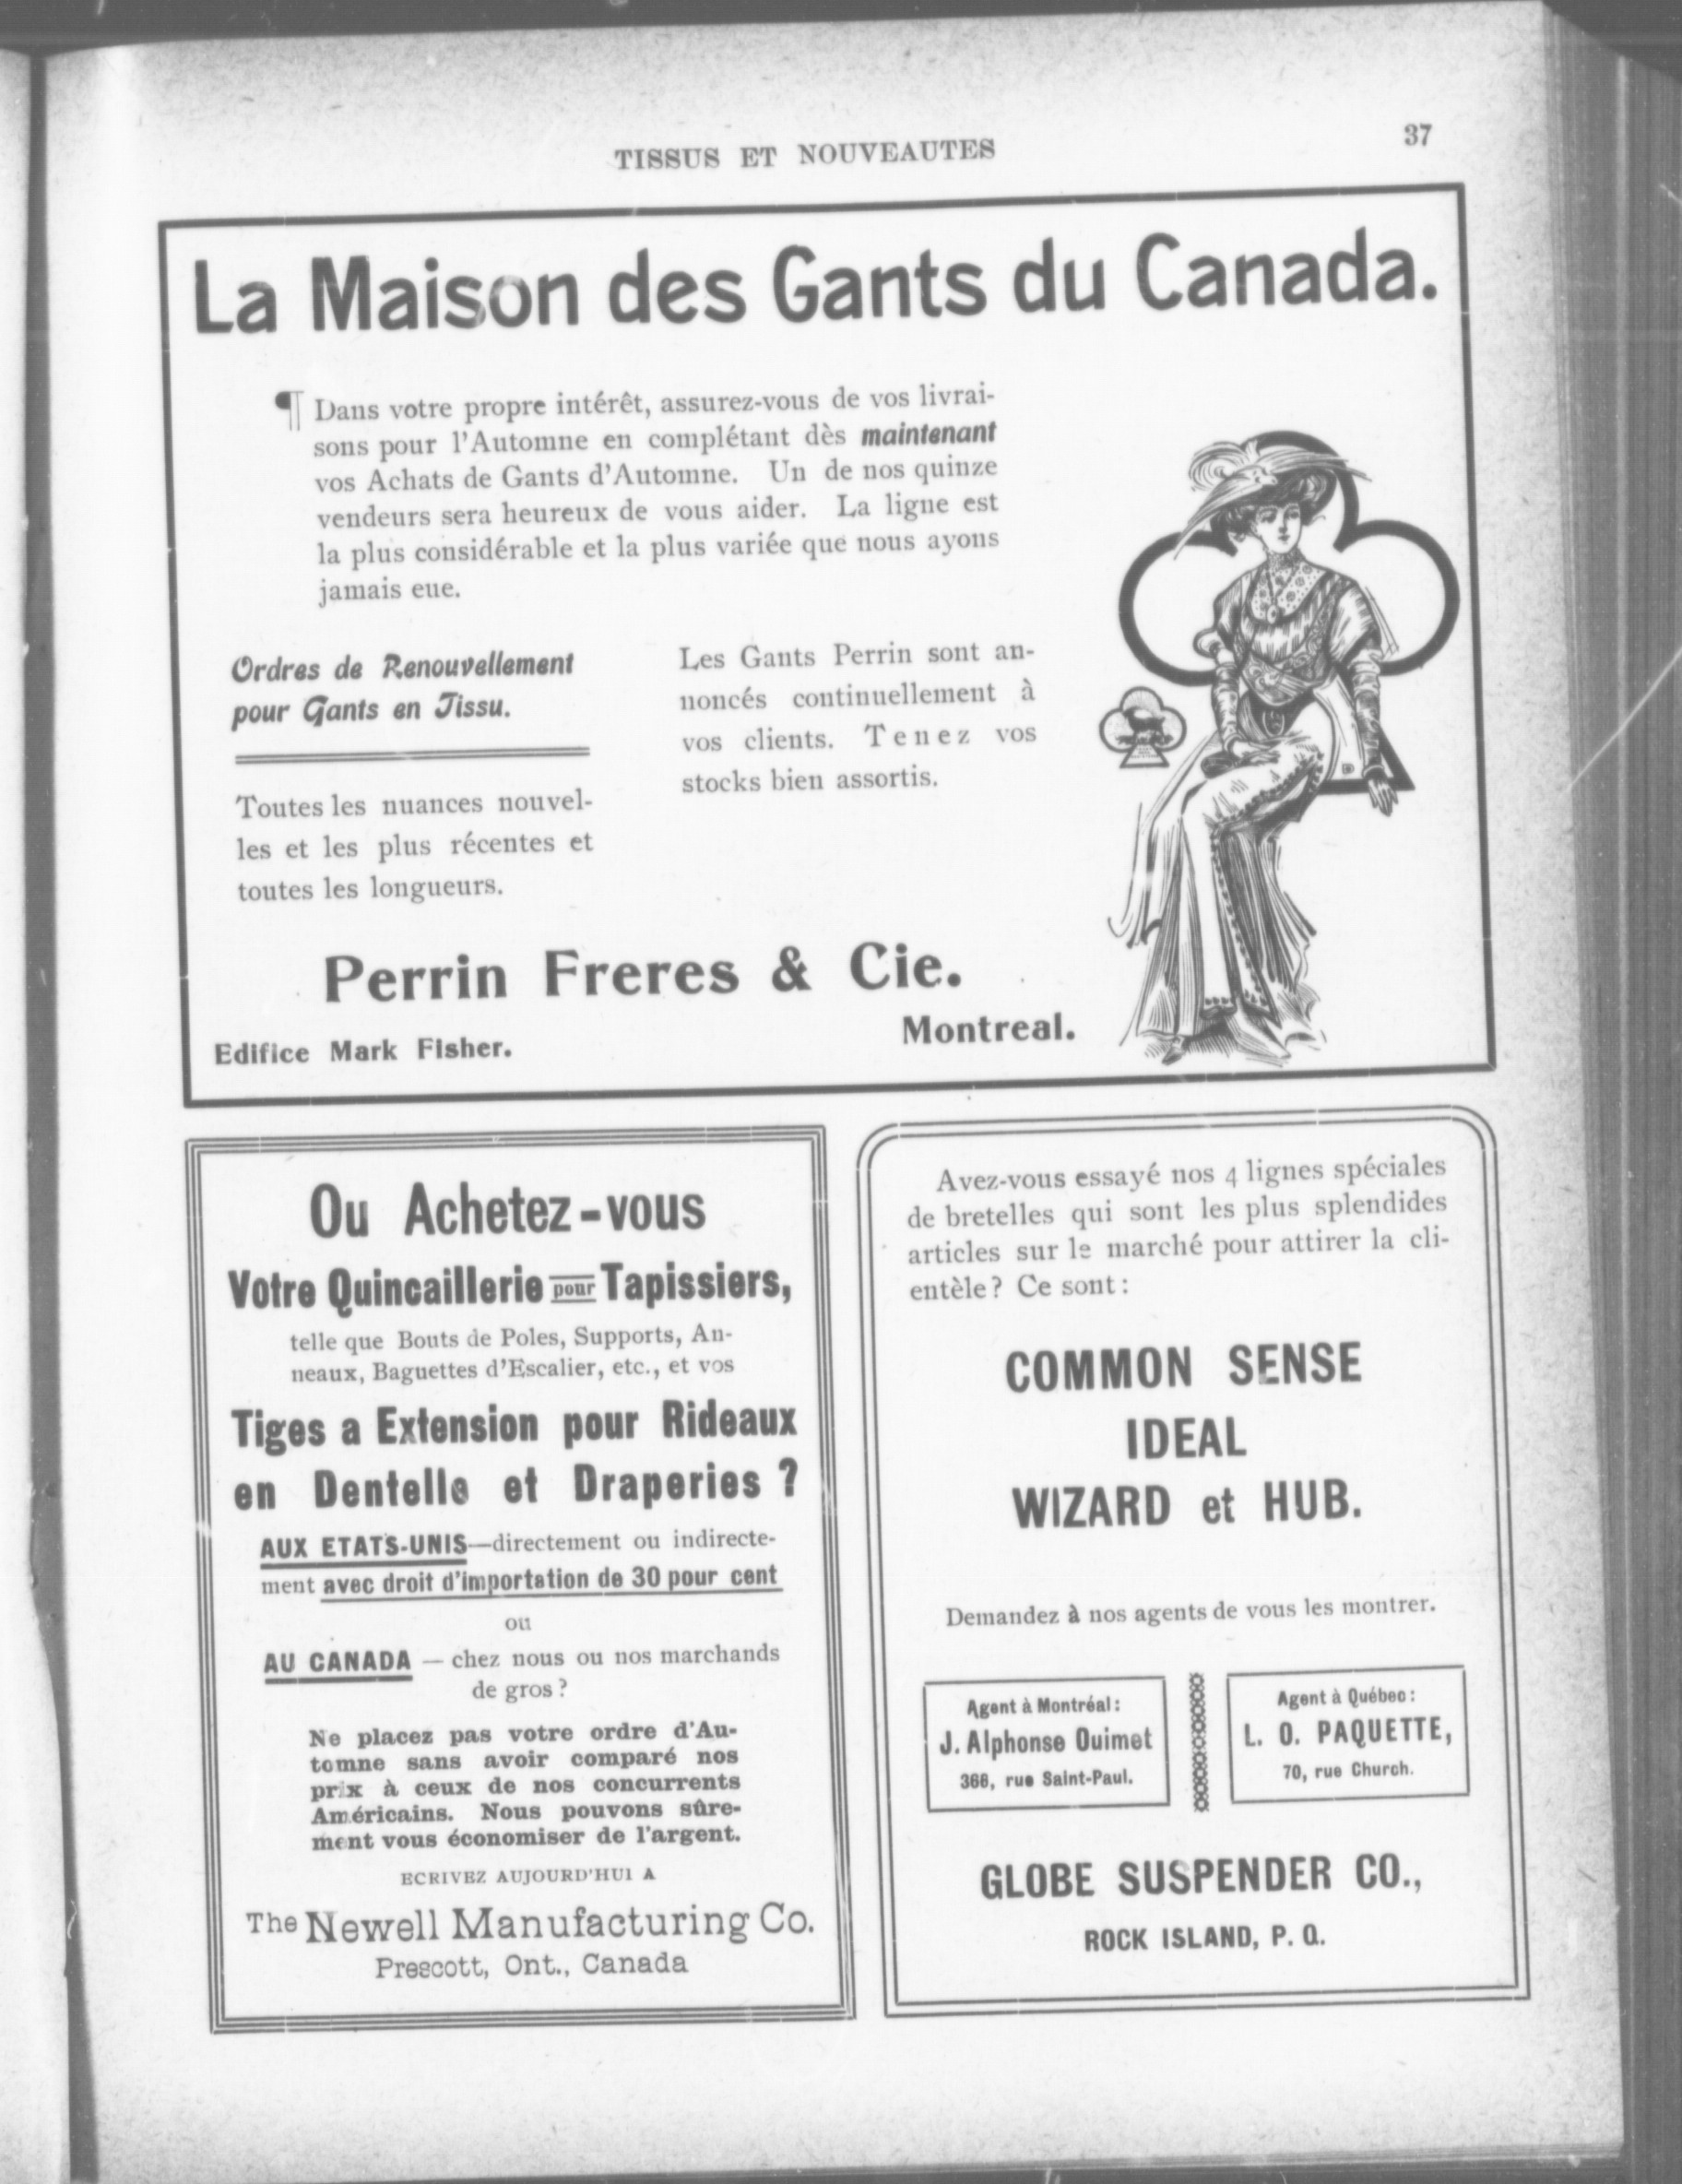 TISSUS ET NOUVEAUTES
37
La Maison des Gants du Canada.
¶ Dans votre propre intérêt, assurez-vous de vos livrai-
sons pour l'Automne en complétant dès maintenant
vos Achats de Gants d'Automne. Un de nos quinze
vendeurs sera heureux de vous aider. La ligne est
la plus considérable et la plus variée que nous ayons
jamais eue.
Ordres de Renouvellement
pour Gants en Tissu.
Toutes les nuances nouvel-
les et les plus récentes et
toutes les longueurs.
Les Gants Perrin sont an-
noncés continuellement à
vos clients. Tenez vos
stocks bien assortis.
Perrin Freres & Cie.
Montreal.
Edifice Mark Fisher.
Ou Achetez-vous
Votre Quincaillerie pour Tapissiers,
telle que Bouts de Poles, Supports, An-
neaux, Baguettes d'Escalier, etc., et vos
Tiges a Extension pour Rideaux
en Dentelle et Draperies ?
AUX ETATS-UNIS—directement ou indirecte-
ment avec droit d'importation de 30 pour cent
ou
AU CANADA — chez nous ou nos marchands
de gros ?
Ne placez pas votre ordre d'Au-
tomne sans avoir comparé nos
prix à ceux de nos concurrents
Américains. Nous pouvons sûre-
ment vous économiser de l'argent.
ECRIVEZ AUJOURD'HUI A
The Newell Manufacturing Co.
Prescott, Ont., Canada
Avez-vous essayé nos 4 lignes spéciales
de bretelles qui sont les plus splendides
articles sur le marché pour attirer la cli-
entèle ? Ce sont :
COMMON SENSE
IDEAL
WIZARD et HUB.
Demandez à nos agents de vous les montrer.
Agent à Montréal :
J. Alphonse Ouimet
366, rue Saint-Paul.
Agent à Québec :
L. O. PAQUETTE,
70, rue Church.
GLOBE SUSPENDER CO.,
ROCK ISLAND, P. Q.